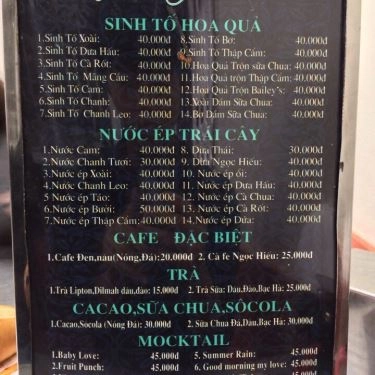 SINH TỐ HOA QUẢ
1.Sinh Tố Xoài: 40.000đ 8.Sinh Tố Bơ: 40.000đ
2.Sinh Tố Dưa Hấu: 40.000đ 9.Sinh Tố Thập Cẩm: 40.000đ
3.Sinh Tố Cà Rốt: 40.000đ 10.Hoa Quả Trộn sữa Chua: 40.000đ
4.Sinh Tố Mãng Cầu: 40.000đ 11.Hoa Quả trộn Thập Cẩm: 40.000đ
5.Sinh Tố Cam: 40.000đ 12.Hoa Quả Trộn Bailey's: 40.000đ
6.Sinh Tố Chanh: 40.000đ 13.Xoài Dầm Sữa Chua: 40.000đ
7.Sinh Tố Chanh Leo: 40.000đ 14.Bơ Dầm Sữa Chua: 40.000đ
NƯỚC ÉP TRÁI CÂY
1.Nước Cam: 40.000đ 8. Dừa Thái: 30.000đ
2.Nước Chanh Tươi: 30.000đ 9. Dừa Ngọc Hiếu: 40.000đ
3.Nước ép Xoài: 40.000đ 10. Nước ép ổi: 40.000đ
4.Nước ép Chanh Leo: 40.000đ 11. Nước ép Dưa Hấu: 40.000đ
5.Nước ép Táo: 40.000đ 12. Nước ép Cà Chua: 40.000đ
6.Nước ép Bưởi: 50.000đ 13. Nước ép Cà Rốt: 40.000đ
7.Nước ép Thập Cẩm: 40.000đ 14. Nước ép Dứa: 40.000đ
CAFE ĐẶC BIỆT
1.Cafe Đen,nâu(Nóng,Đá):20.000đ 2. Cà fe Ngọc Hiếu: 25.000đ
TRÀ
1.Trà Lipton,Dilmah dâu,đào: 15.000đ 2. Trà Sữa: Dâu,Đào,Bạc Hà: 25.000đ
CACAO,SỮA CHUA,SÔCÔLA
1.Cacao,Sôcôla (Nóng Đá): 30.000đ 2. Sữa Chua Đá,Dâu,Bạc Hà: 30.000đ
MOCKTAIL
1.Baby Love: 45.000đ 5. Summer Rain: 45.000đ
2.Fruit Punch: 45.000đ 6. Good morning my love: 45.000đ